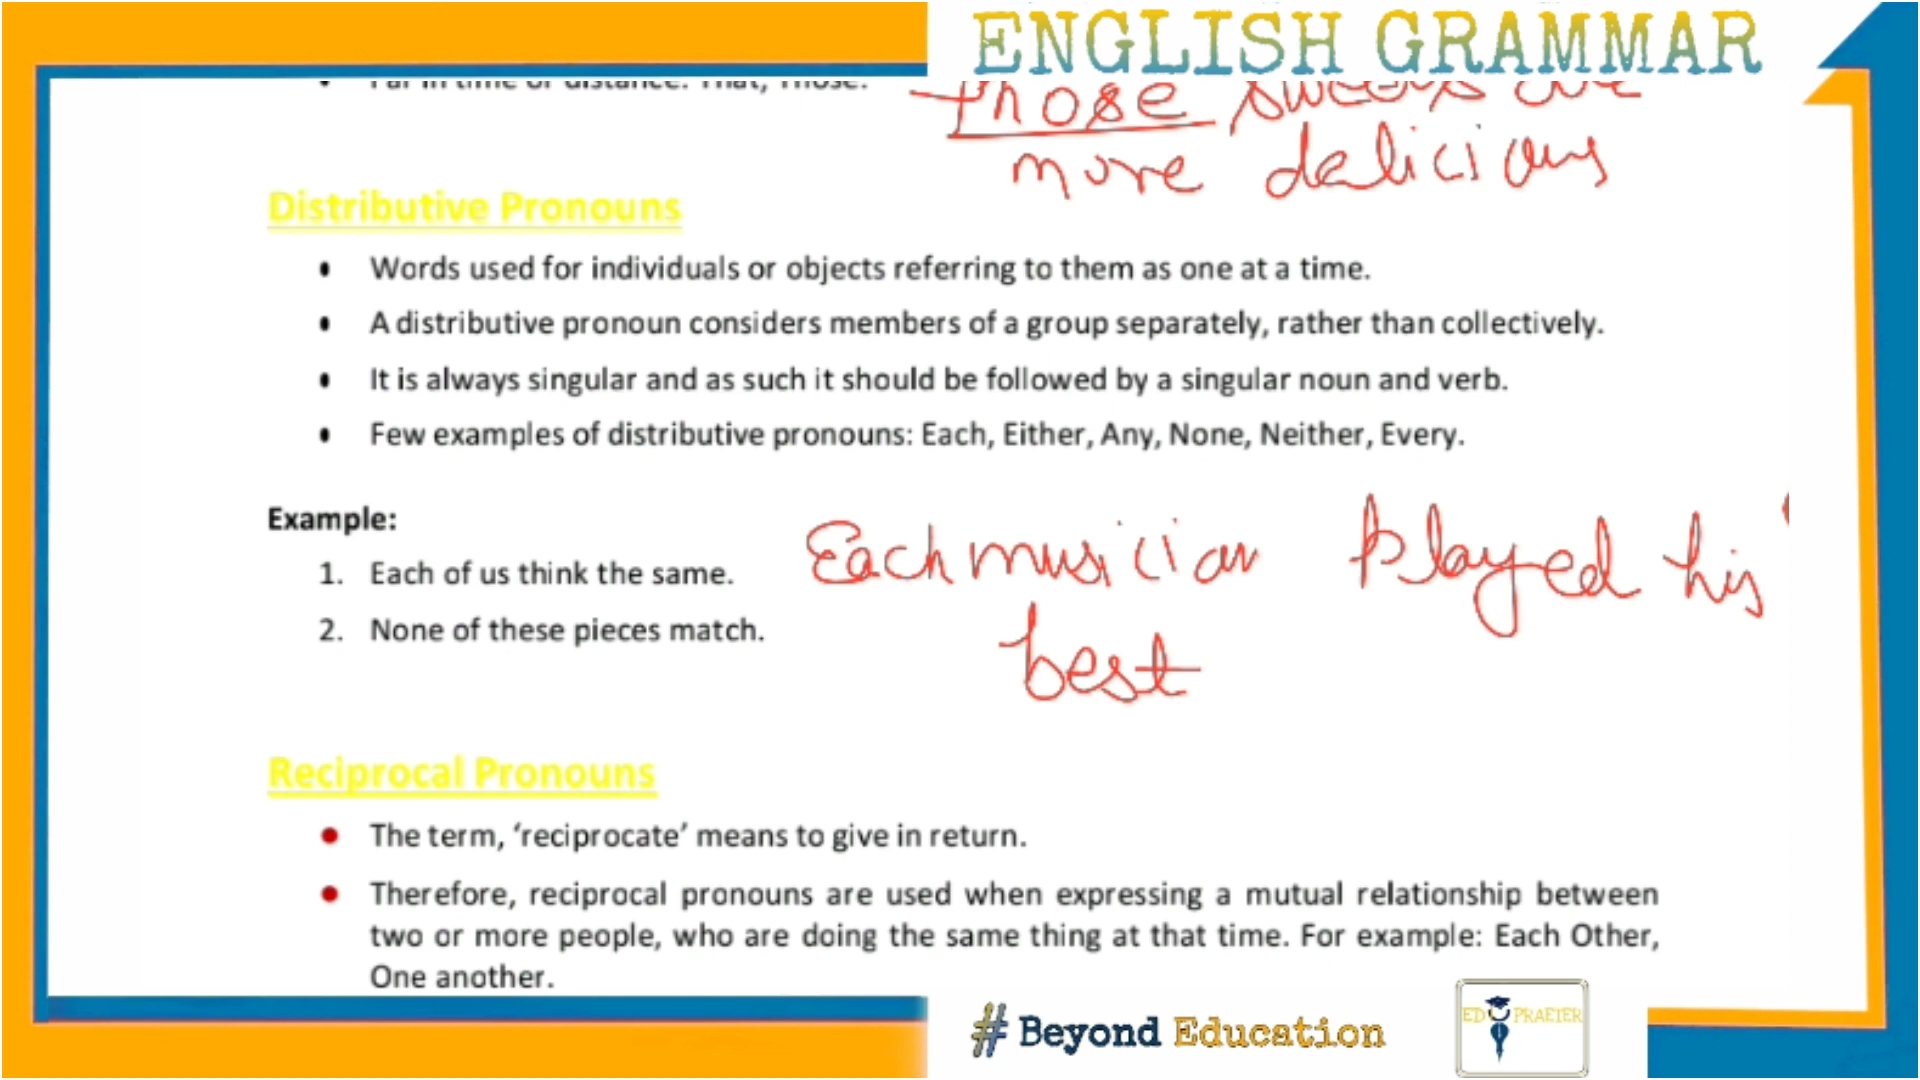 ENGLISH GRAMMAR
Far in time or distance: That, Those.
those sweets are
more delicious
Distributive Pronouns
• Words used for individuals or objects referring to them as one at a time.
• A distributive pronoun considers members of a group separately, rather than collectively.
• It is always singular and as such it should be followed by a singular noun and verb.
• Few examples of distributive pronouns: Each, Either, Any, None, Neither, Every.
Example:
1. Each of us think the same.
2. None of these pieces match.
Each musician played his
best
Reciprocal Pronouns
• The term, ‘reciprocate’ means to give in return.
• Therefore, reciprocal pronouns are used when expressing a mutual relationship between
two or more people, who are doing the same thing at that time. For example: Each Other,
One another.
# Beyond Education
EDUPRAETER